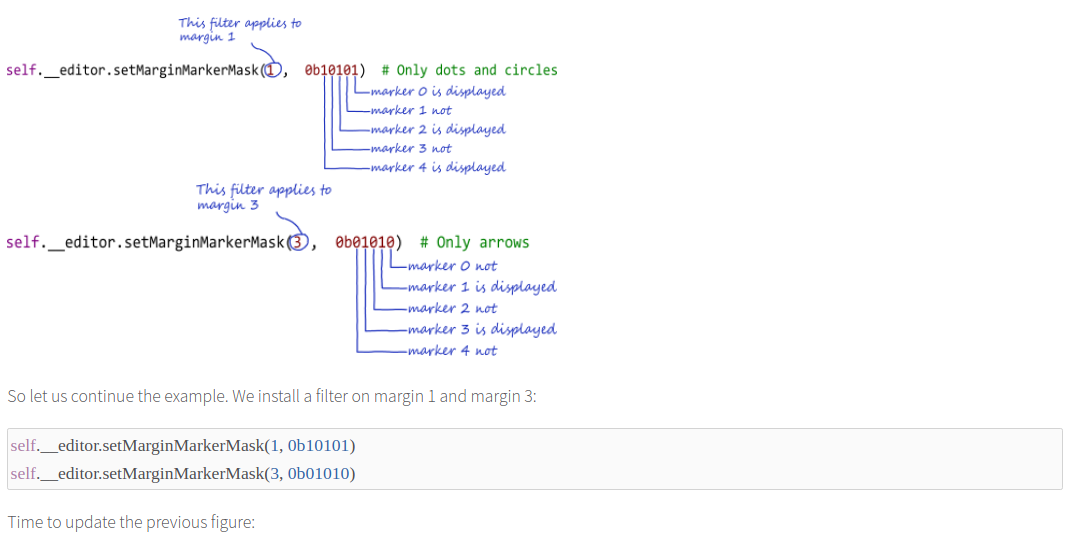 This filter applies to
margin 1
self.__editor.setMarginMarkerMask(1, 0b10101) # Only dots and circles
marker 0 is displayed
marker 1 not
marker 2 is displayed
marker 3 not
marker 4 is displayed
This filter applies to
margin 3
self.__editor.setMarginMarkerMask(3, 0b01010) # Only arrows
marker 0 not
marker 1 is displayed
marker 2 not
marker 3 is displayed
marker 4 not
So let us continue the example. We install a filter on margin 1 and margin 3:
self.__editor.setMarginMarkerMask(1, 0b10101)
self.__editor.setMarginMarkerMask(3, 0b01010)
Time to update the previous figure: